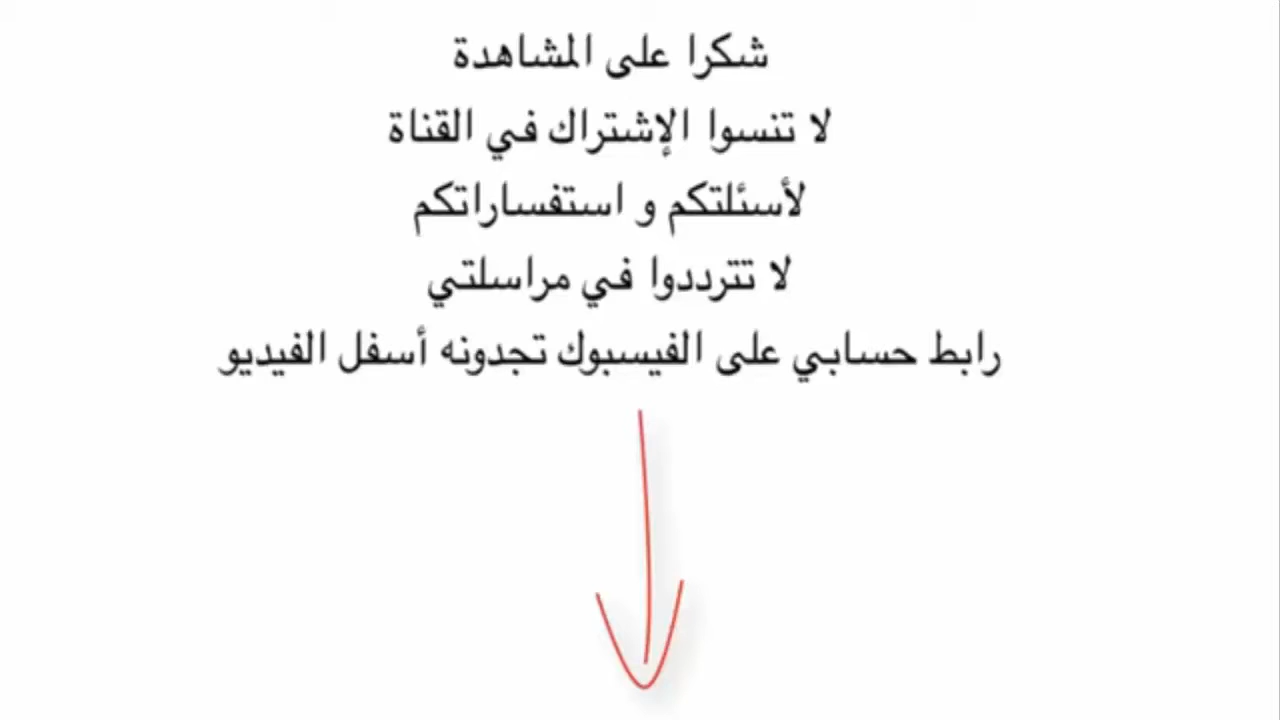 شكرا على المشاهدة
لا تنسوا الإشتراك في القناة
لأسئلتكم و استفساراتكم
لا تترددوا في مراسلتي
رابط حسابي على الفيسبوك تجدونه أسفل الفيديو